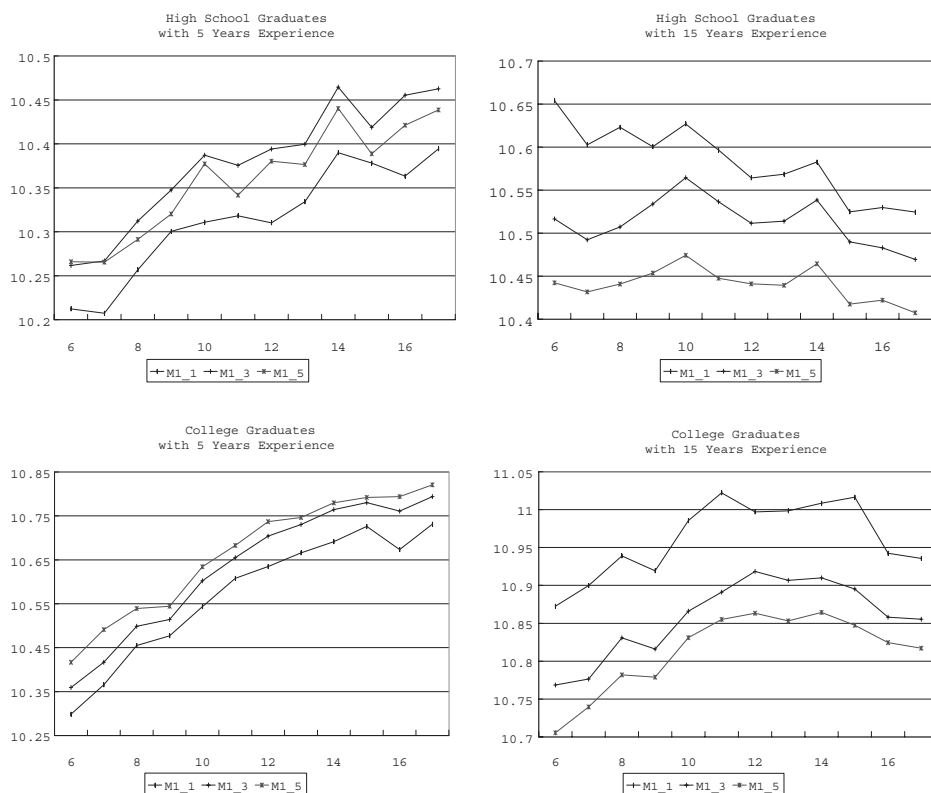 High School Graduates
with 5 Years Experience
10.5
10.45
10.4
10.35
10.3
10.25
10.2
6 8 10 12 14 16
M1_1 M1_3 M1_5
High School Graduates
with 15 Years Experience
10.7
10.65
10.6
10.55
10.5
10.45
10.4
6 8 10 12 14 16
M1_1 M1_3 M1_5
College Graduates
with 5 Years Experience
10.85
10.75
10.65
10.55
10.45
10.35
10.25
6 8 10 12 14 16
M1_1 M1_3 M1_5
College Graduates
with 15 Years Experience
11.05
11
10.95
10.9
10.85
10.8
10.75
10.7
6 8 10 12 14 16
M1_1 M1_3 M1_5